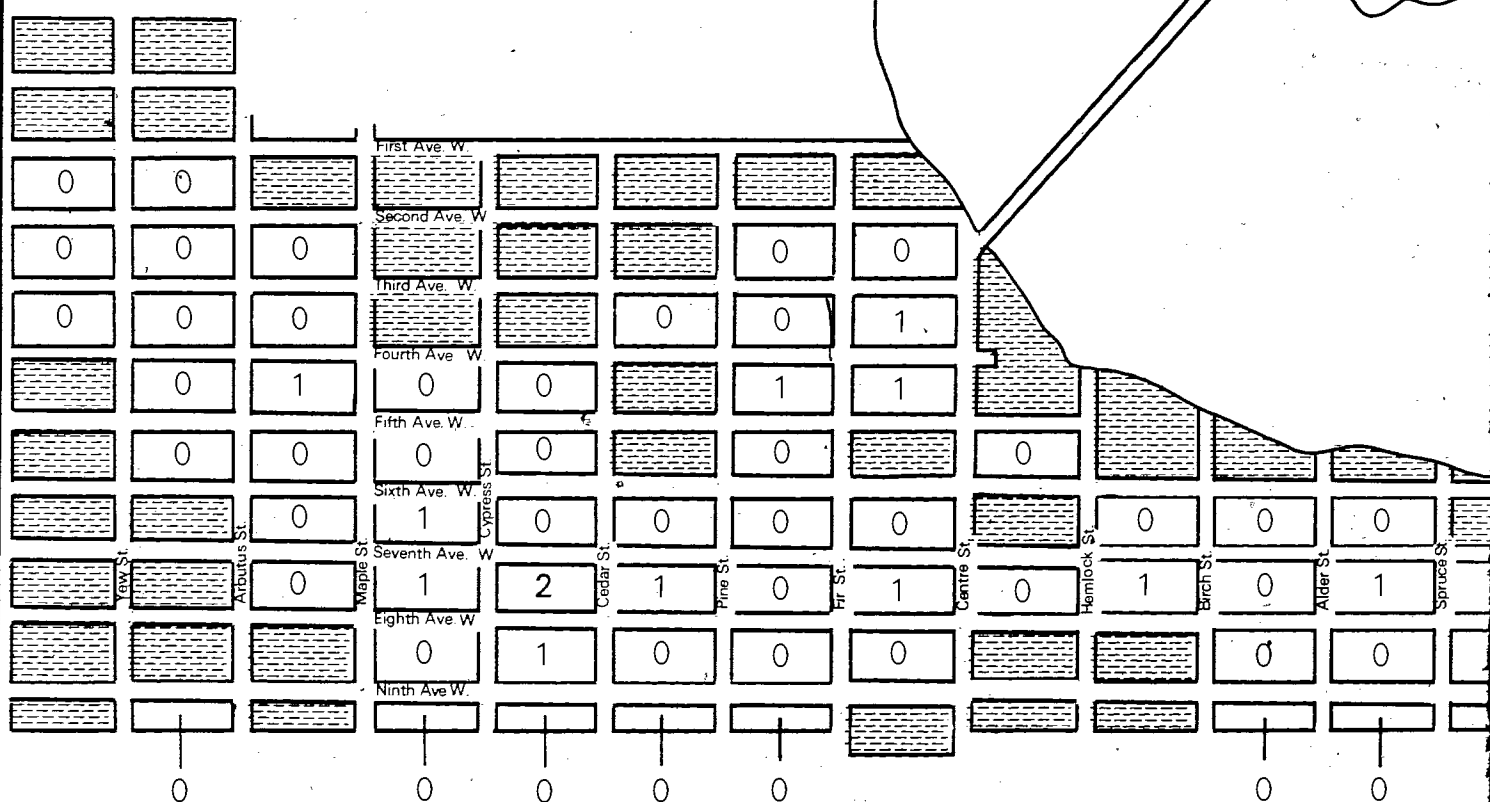 First Ave. W.
0 0
Second Ave. W
0 0 0 0 0
Third Ave. W.
0 0 0 0 0 1
Fourth Ave W.
0 1 0 0 1 1
Fifth Ave. W.
0 0 0 0 0 0
Sixth Ave. W.
0 1 0 0 0 0 0 0 0
Seventh Ave. W
0 1 2 1 0 1 0 1 0 1
Eighth Ave. W
0 1 0 0 0 0 0
Ninth Ave W.
Yew St.
Arbutus St.
Maple St.
Cypress St.
Cedar St.
Pine St.
Fir St.
Centre St.
Hemlock St.
Birch St.
Alder St.
Spruce St.
0 0 0 0 0 0 0